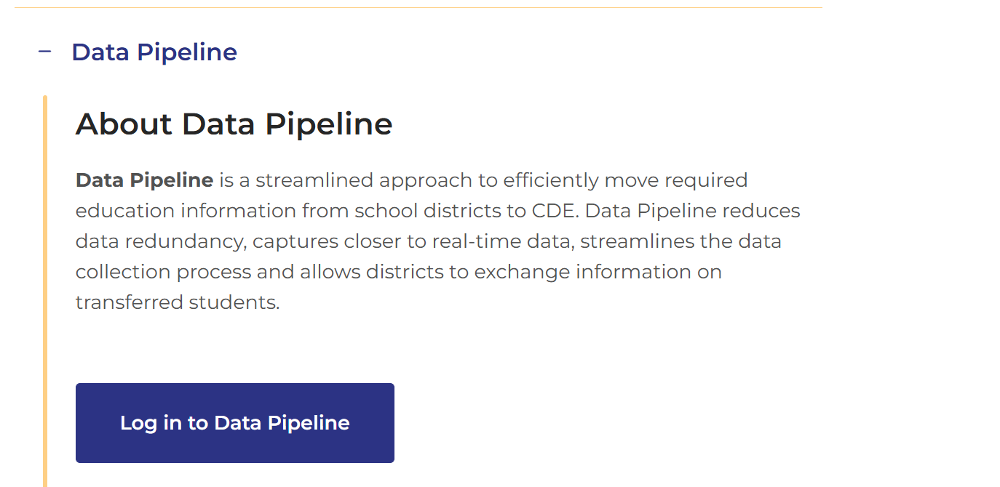 – Data Pipeline
About Data Pipeline
Data Pipeline is a streamlined approach to efficiently move required
education information from school districts to CDE. Data Pipeline reduces
data redundancy, captures closer to real-time data, streamlines the data
collection process and allows districts to exchange information on
transferred students.
Log in to Data Pipeline